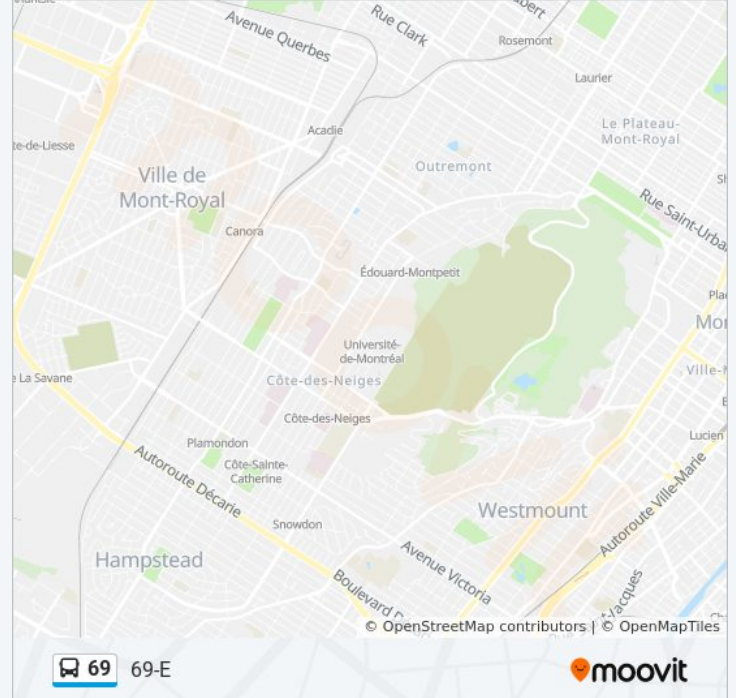 Avenue Querbes
Rue Clark
Rosemont
Laurier
Le Plateau-
Mont-Royal
te-de-Liesse
Acadie
Outremont
Ville de
Mont-Royal
Rue Saint-Urba
Canora
Édouard-Montpetit
Université-
de-Montréal
e La Savane
Côte-des-Neiges
Côte-des-Neiges
Plamondon
Côte-Sainte-
Catherine
Lucien
Autoroute Décarie
Westmount
Autoroute Ville-Marie
Snowdon
Hampstead
Avenue Victoria
Boulevard D
© OpenStreetMap contributors | © OpenMapTiles
69 69-E
moovit